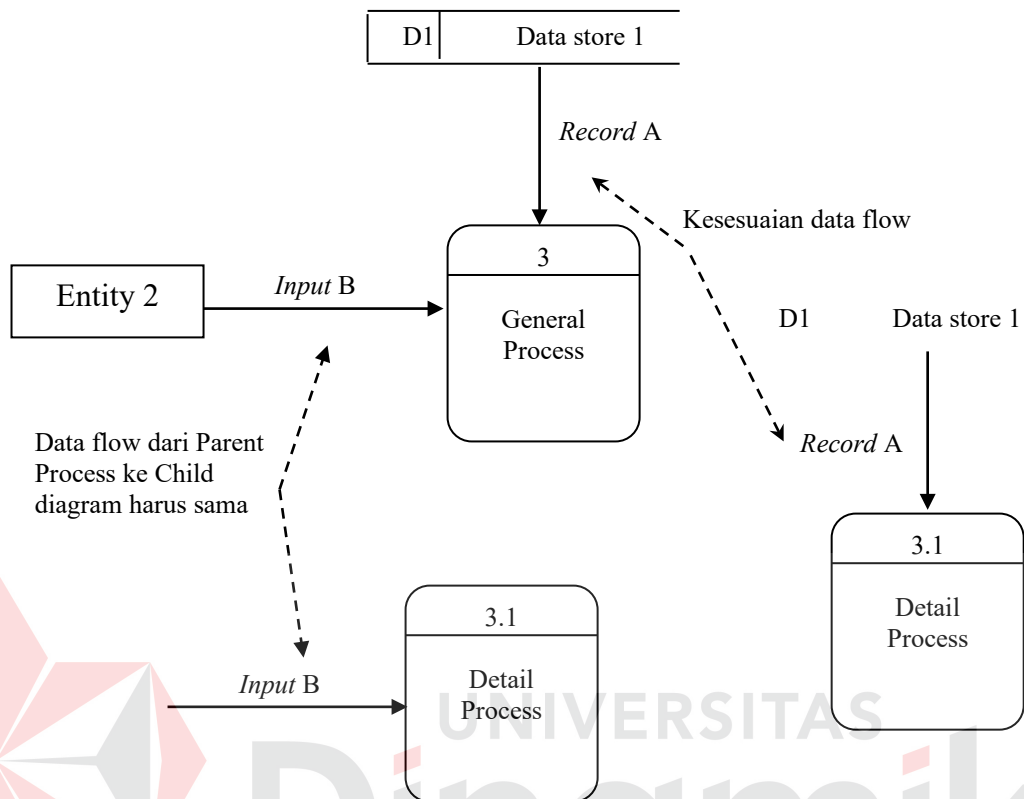 D1 Data store 1
Record A
Kesesuaian data flow
3
General
Process
Entity 2
Input B
D1 Data store 1
Record A
Data flow dari Parent
Process ke Child
diagram harus sama
3.1
Detail
Process
3.1
Detail
Process
Input B
UNIVERSITAS
Dinamik